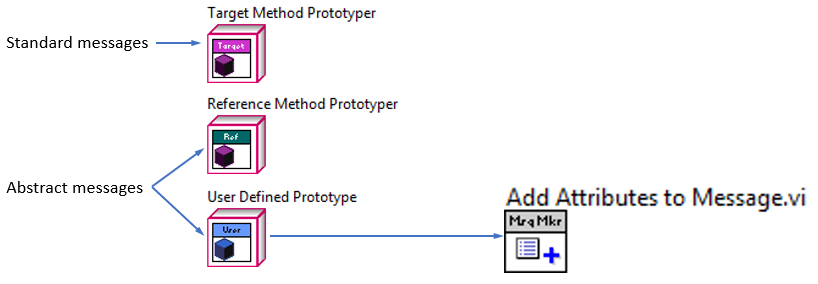 Target Method Prototyper
Standard messages
Target
Reference Method Prototyper
Ref
Abstract messages
User Defined Prototype
User
Add Attributes to Message.vi
Msg Mkr